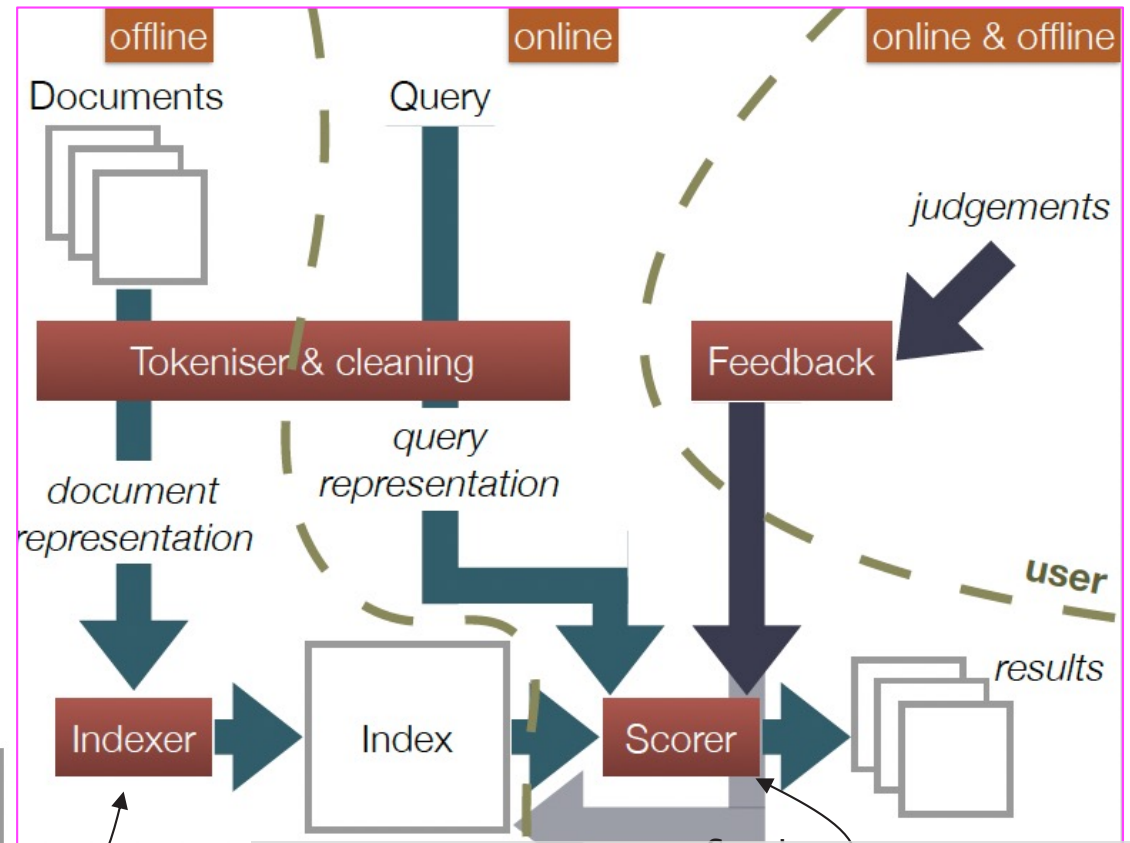 offline
online
online & offline
Documents
Query
judgements
Tokeniser & cleaning
Feedback
query
representation
document
representation
user
results
Indexer
Index
Scorer